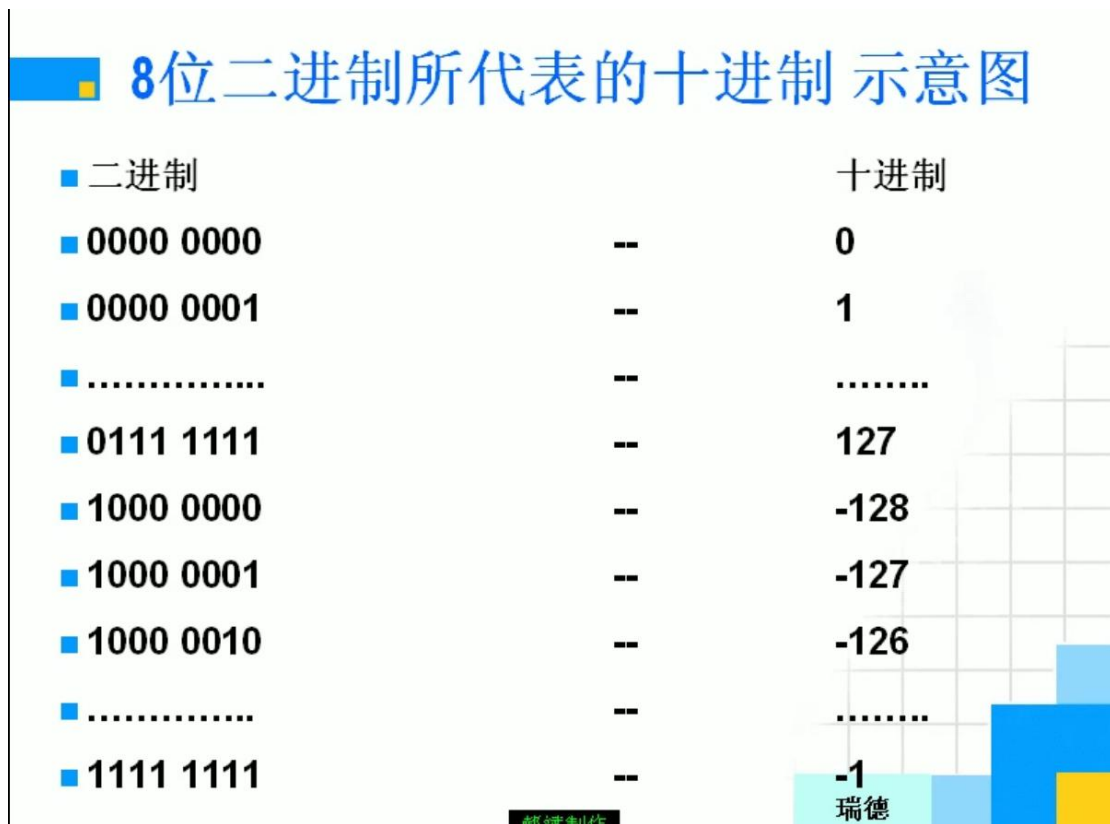 8位二进制所代表的十进制 示意图
二进制 十进制
0000 0000 -- 0
0000 0001 -- 1
…………... -- ……..
0111 1111 -- 127
1000 0000 -- -128
1000 0001 -- -127
1000 0010 -- -126
………….. -- ……..
1111 1111 -- -1
瑞德